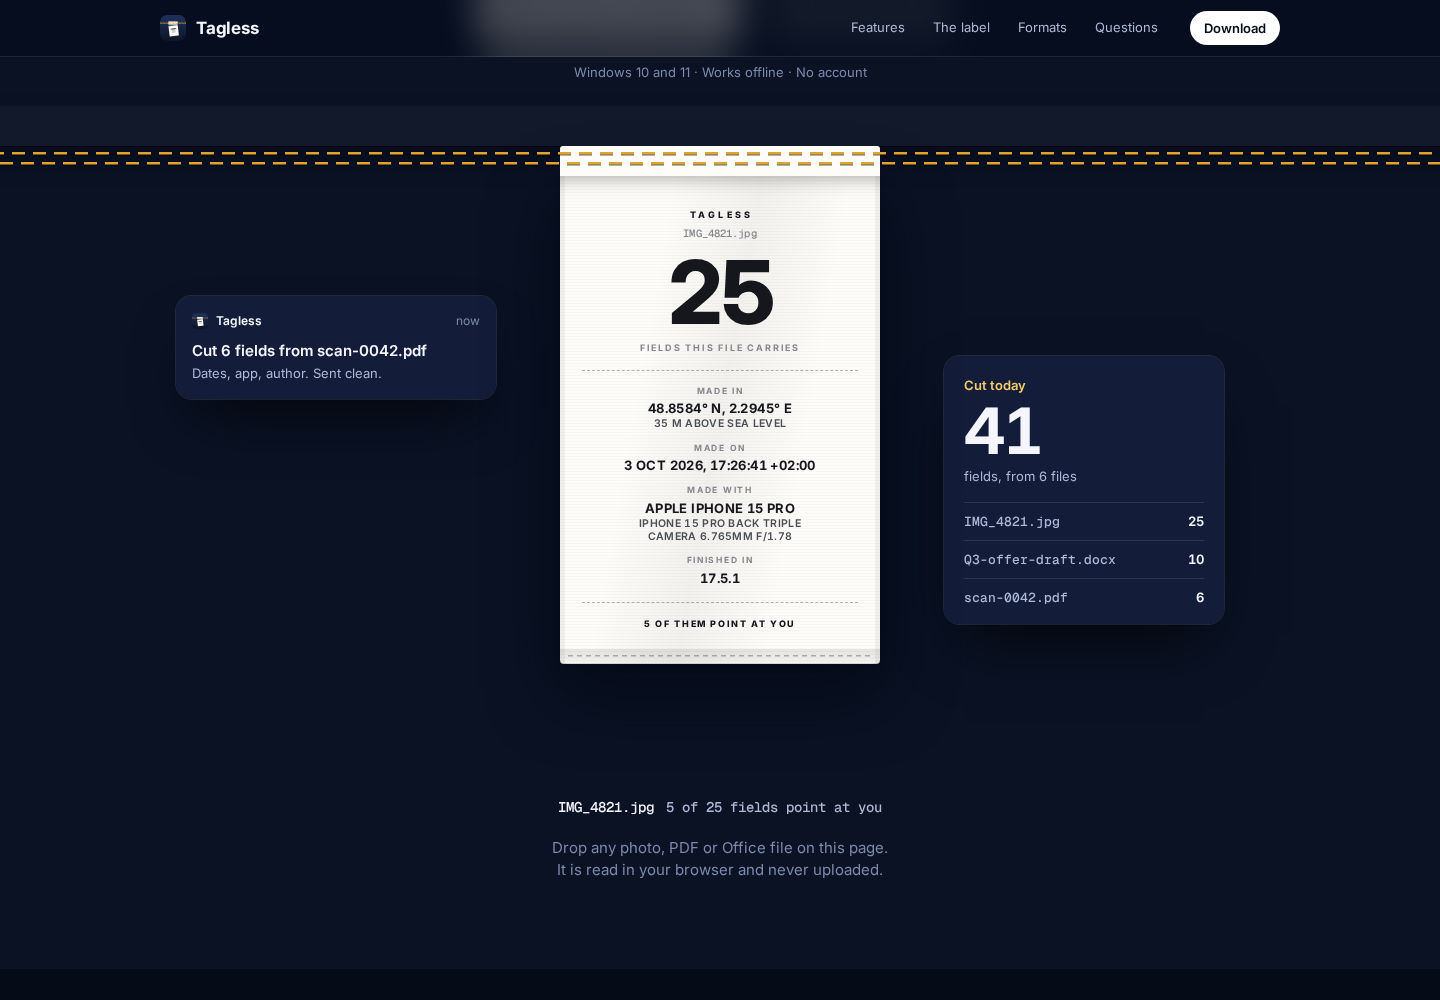 Tagless
Features
The label
Formats
Questions
Download
Windows 10 and 11 · Works offline · No account
TAGLESS
IMG_4821.jpg
25
FIELDS THIS FILE CARRIES
MADE IN
48.8584° N, 2.2945° E
35 M ABOVE SEA LEVEL
MADE ON
3 OCT 2026, 17:26:41 +02:00
MADE WITH
APPLE IPHONE 15 PRO
IPHONE 15 PRO BACK TRIPLE
CAMERA 6.765MM F/1.78
FINISHED IN
17.5.1
5 OF THEM POINT AT YOU
Tagless
now
Cut 6 fields from scan-0042.pdf
Dates, app, author. Sent clean.
Cut today
41
fields, from 6 files
IMG_4821.jpg 25
Q3-offer-draft.docx 10
scan-0042.pdf 6
IMG_4821.jpg 5 of 25 fields point at you
Drop any photo, PDF or Office file on this page.
It is read in your browser and never uploaded.